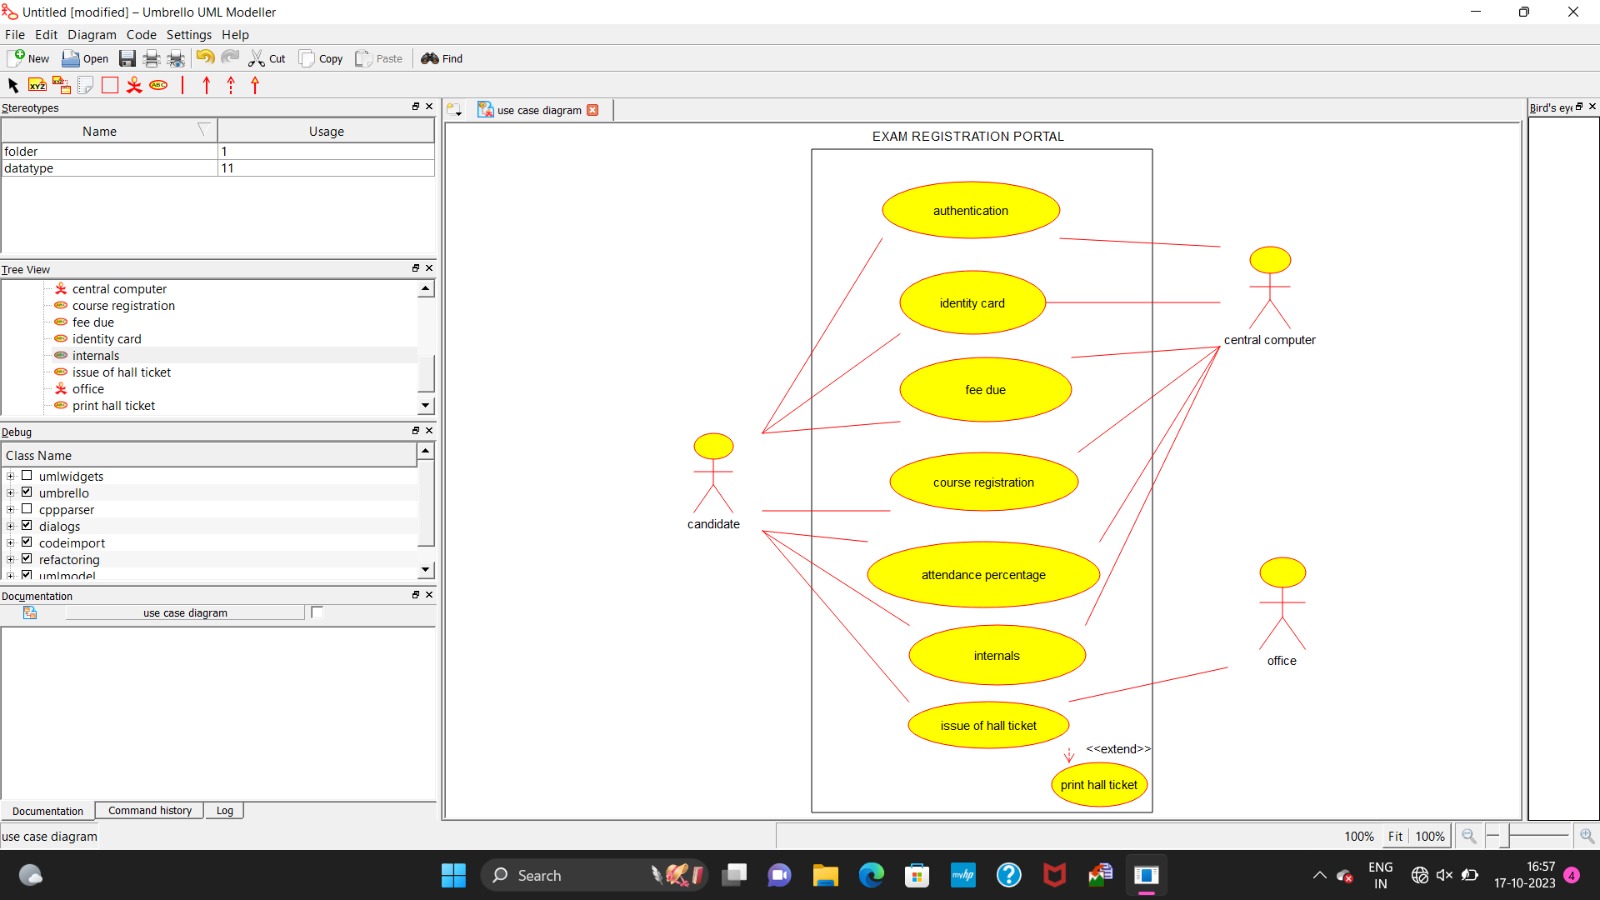 Untitled [modified] – Umbrello UML Modeller
File Edit Diagram Code Settings Help
New Open Cut Copy Paste Find
XYZ ABC
Stereotypes
Name Usage
folder 1
datatype 11
Tree View
central computer
course registration
fee due
identity card
internals
issue of hall ticket
office
print hall ticket
Debug
Class Name
umlwidgets
umbrello
cppparser
dialogs
codeimport
refactoring
umlmodel
Documentation
use case diagram
Documentation Command history Log
use case diagram
use case diagram
Bird's eye
EXAM REGISTRATION PORTAL
authentication
identity card
central computer
fee due
course registration
candidate
attendance percentage
internals
office
issue of hall ticket
<<extend>>
print hall ticket
100% Fit 100%
Search
myhp
ENG
IN
16:57
17-10-2023
4